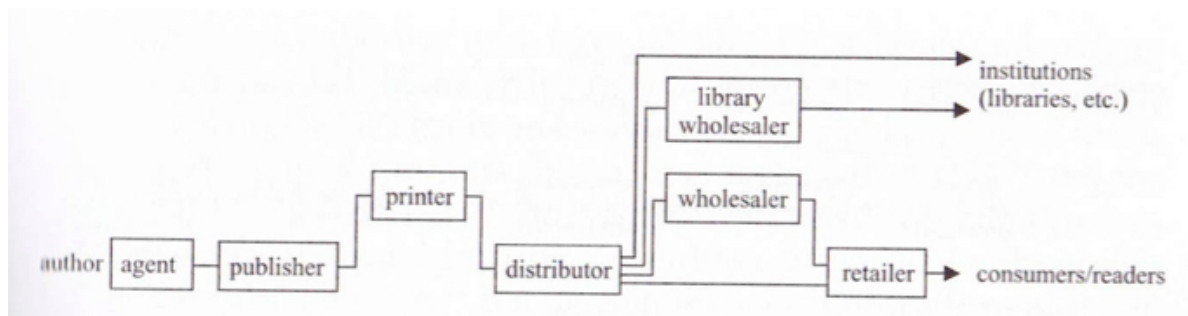 author
agent
publisher
printer
distributor
library
wholesaler
wholesaler
retailer
institutions
(libraries, etc.)
consumers/readers